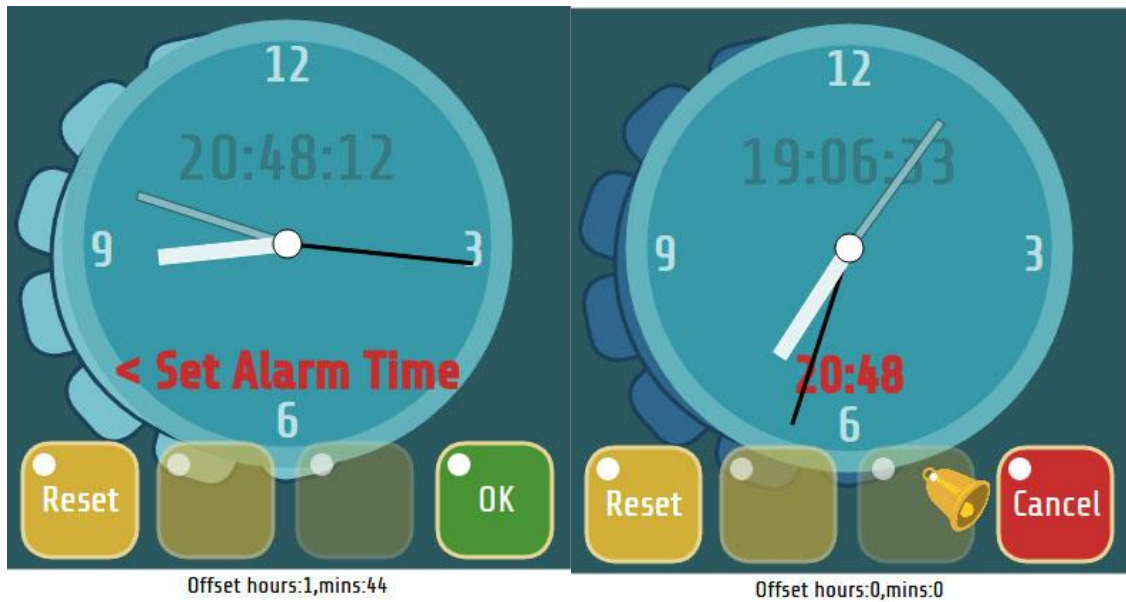 12
20:48:12
9
3
< Set Alarm Time
6
Reset
OK
Offset hours:1,mins:44
12
19:06:33
9
3
20:48
6
Reset
Cancel
Offset hours:0,mins:0